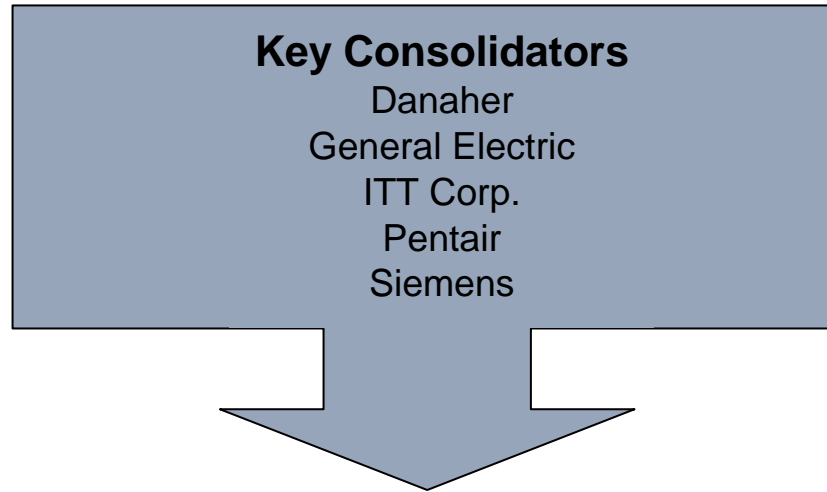 Key Consolidators
Danaher
General Electric
ITT Corp.
Pentair
Siemens